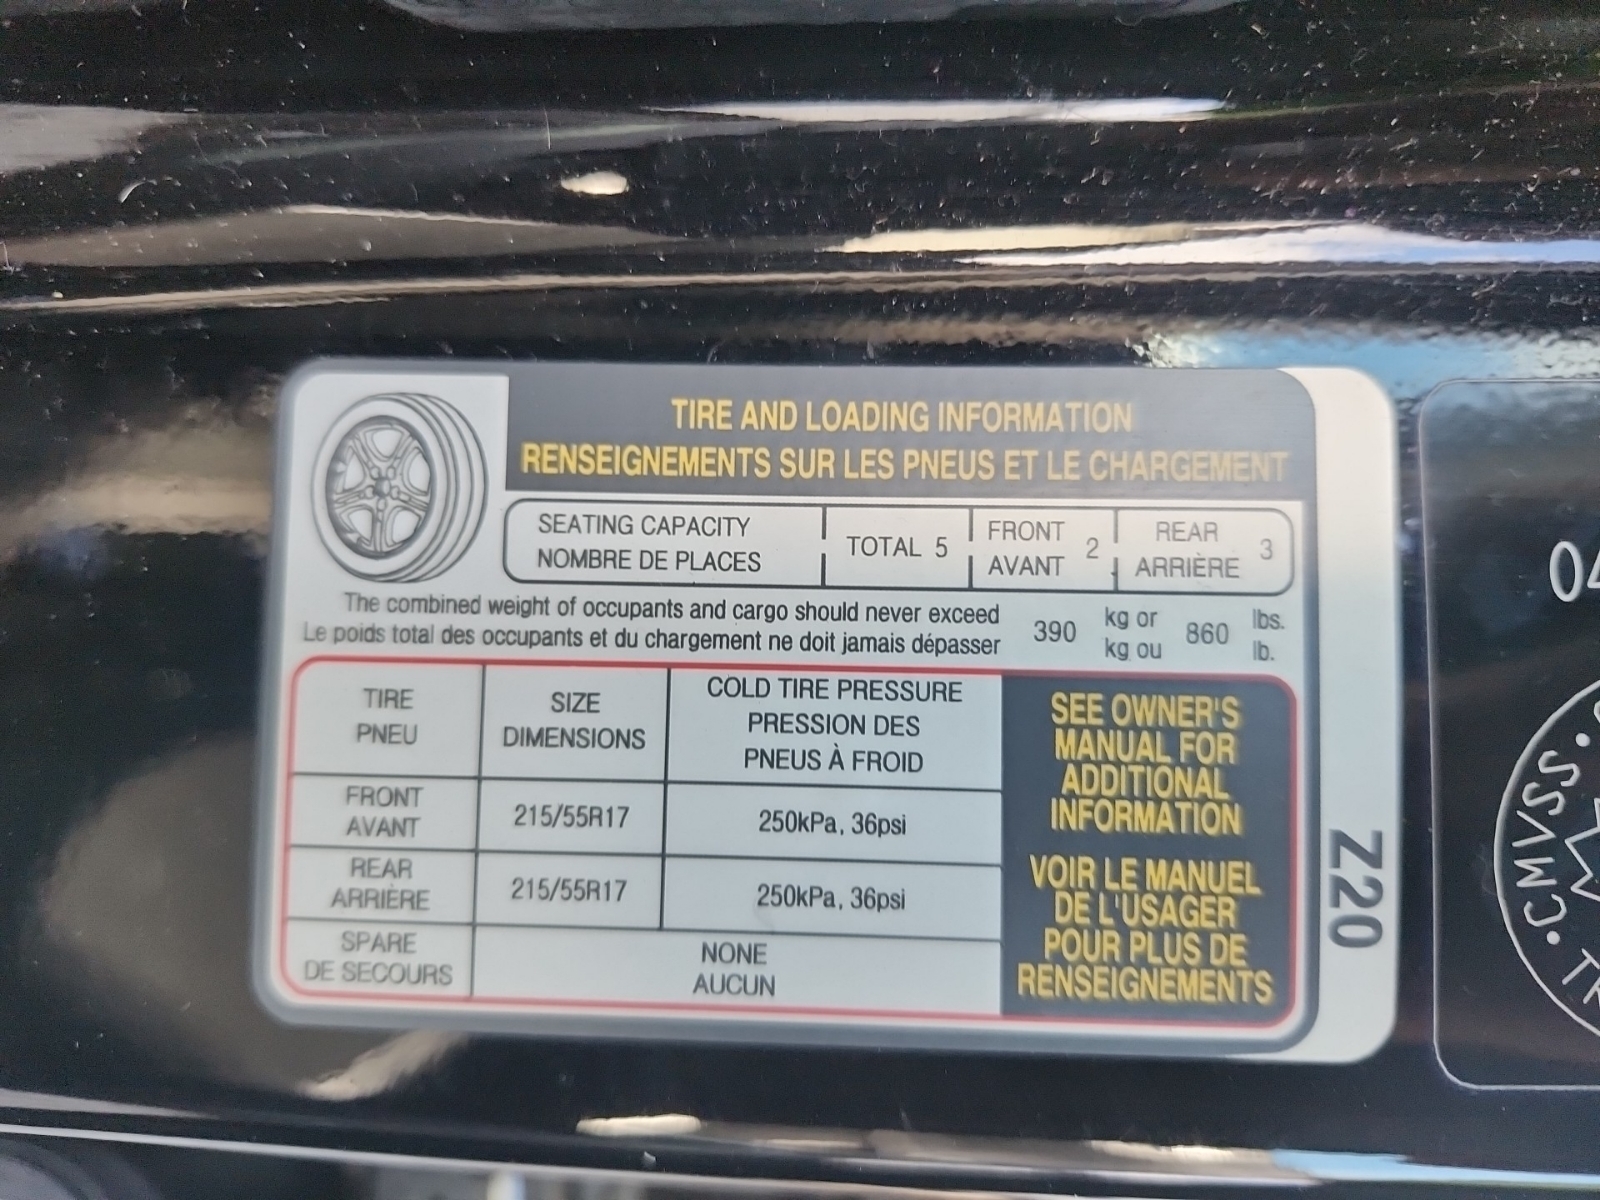 TIRE AND LOADING INFORMATION
RENSEIGNEMENTS SUR LES PNEUS ET LE CHARGEMENT
SEATING CAPACITY
NOMBRE DE PLACES
TOTAL 5
FRONT
AVANT
2
REAR
ARRIÈRE
3
The combined weight of occupants and cargo should never exceed
Le poids total des occupants et du chargement ne doit jamais dépasser
390
kg or
kg ou
860
lbs.
lb.
TIRE
PNEU
SIZE
DIMENSIONS
COLD TIRE PRESSURE
PRESSION DES
PNEUS À FROID
FRONT
AVANT
215/55R17
250kPa, 36psi
REAR
ARRIÈRE
215/55R17
250kPa, 36psi
SPARE
DE SECOURS
NONE
AUCUN
SEE OWNER'S
MANUAL FOR
ADDITIONAL
INFORMATION
VOIR LE MANUEL
DE L'USAGER
POUR PLUS DE
RENSEIGNEMENTS
Z20
CMVSS